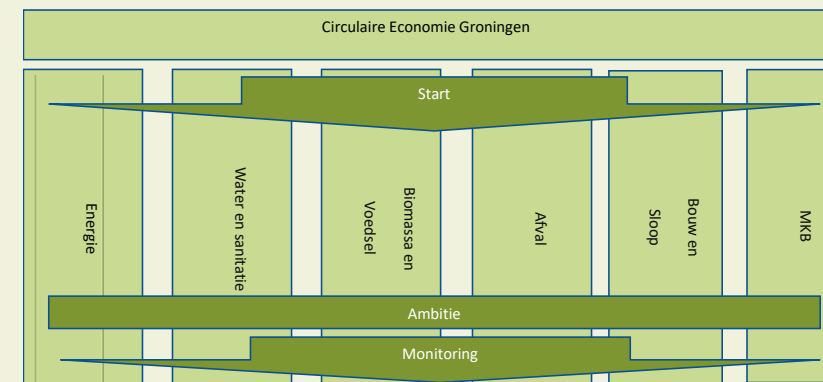 Circulaire Economie Groningen
Start
Energie
Water en sanitatie
Biomassa en
Voedsel
Afval
Bouw en
Sloop
MKB
Ambitie
Monitoring